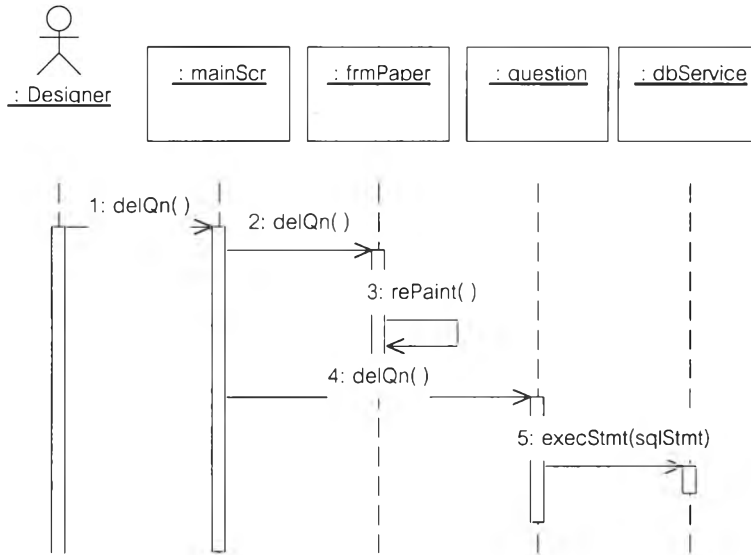 : Designer
: mainScr
: frmPaper
: question
: dbService
1: delQn( )
2: delQn( )
3: rePaint( )
4: delQn( )
5: execStmt(sqlStmt)